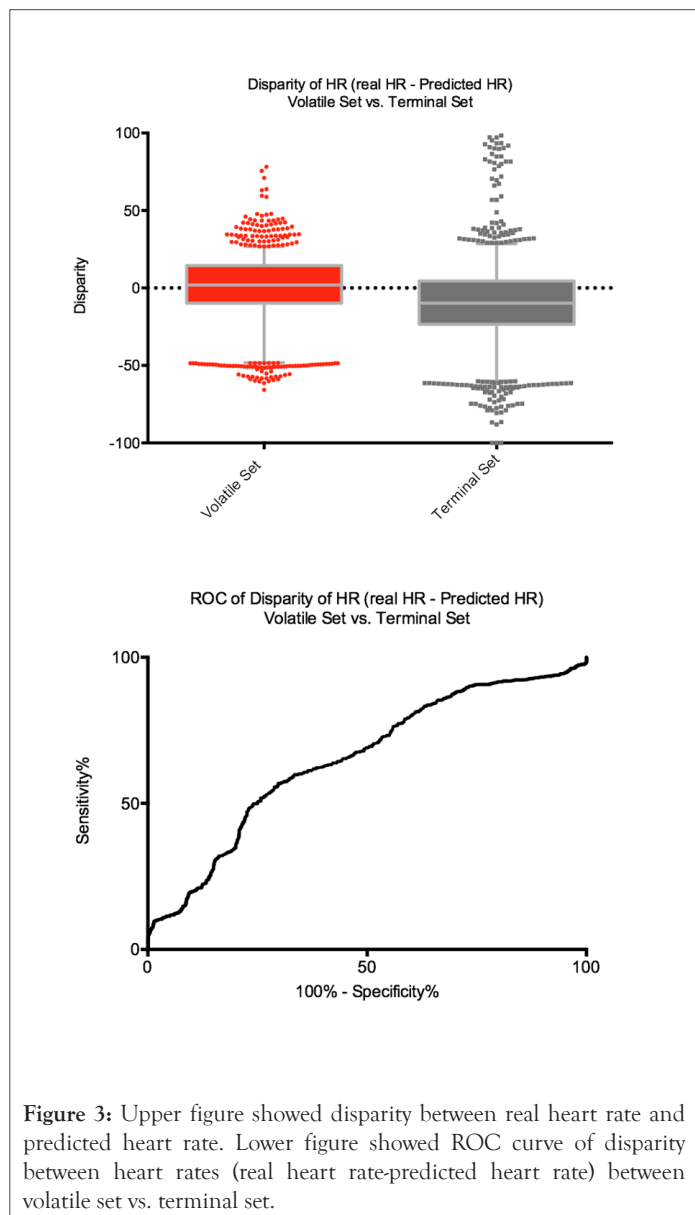 Disparity of HR (real HR - Predicted HR)
Volatile Set vs. Terminal Set
100
50
0
-50
-100
Disparity
Volatile Set
Terminal Set
ROC of Disparity of HR (real HR - Predicted HR)
Volatile Set vs. Terminal Set
100
50
0
Sensitivity%
0
50
100
100% - Specificity%
Figure 3: Upper figure showed disparity between real heart rate and
predicted heart rate. Lower figure showed ROC curve of disparity
between heart rates (real heart rate-predicted heart rate) between
volatile set vs. terminal set.